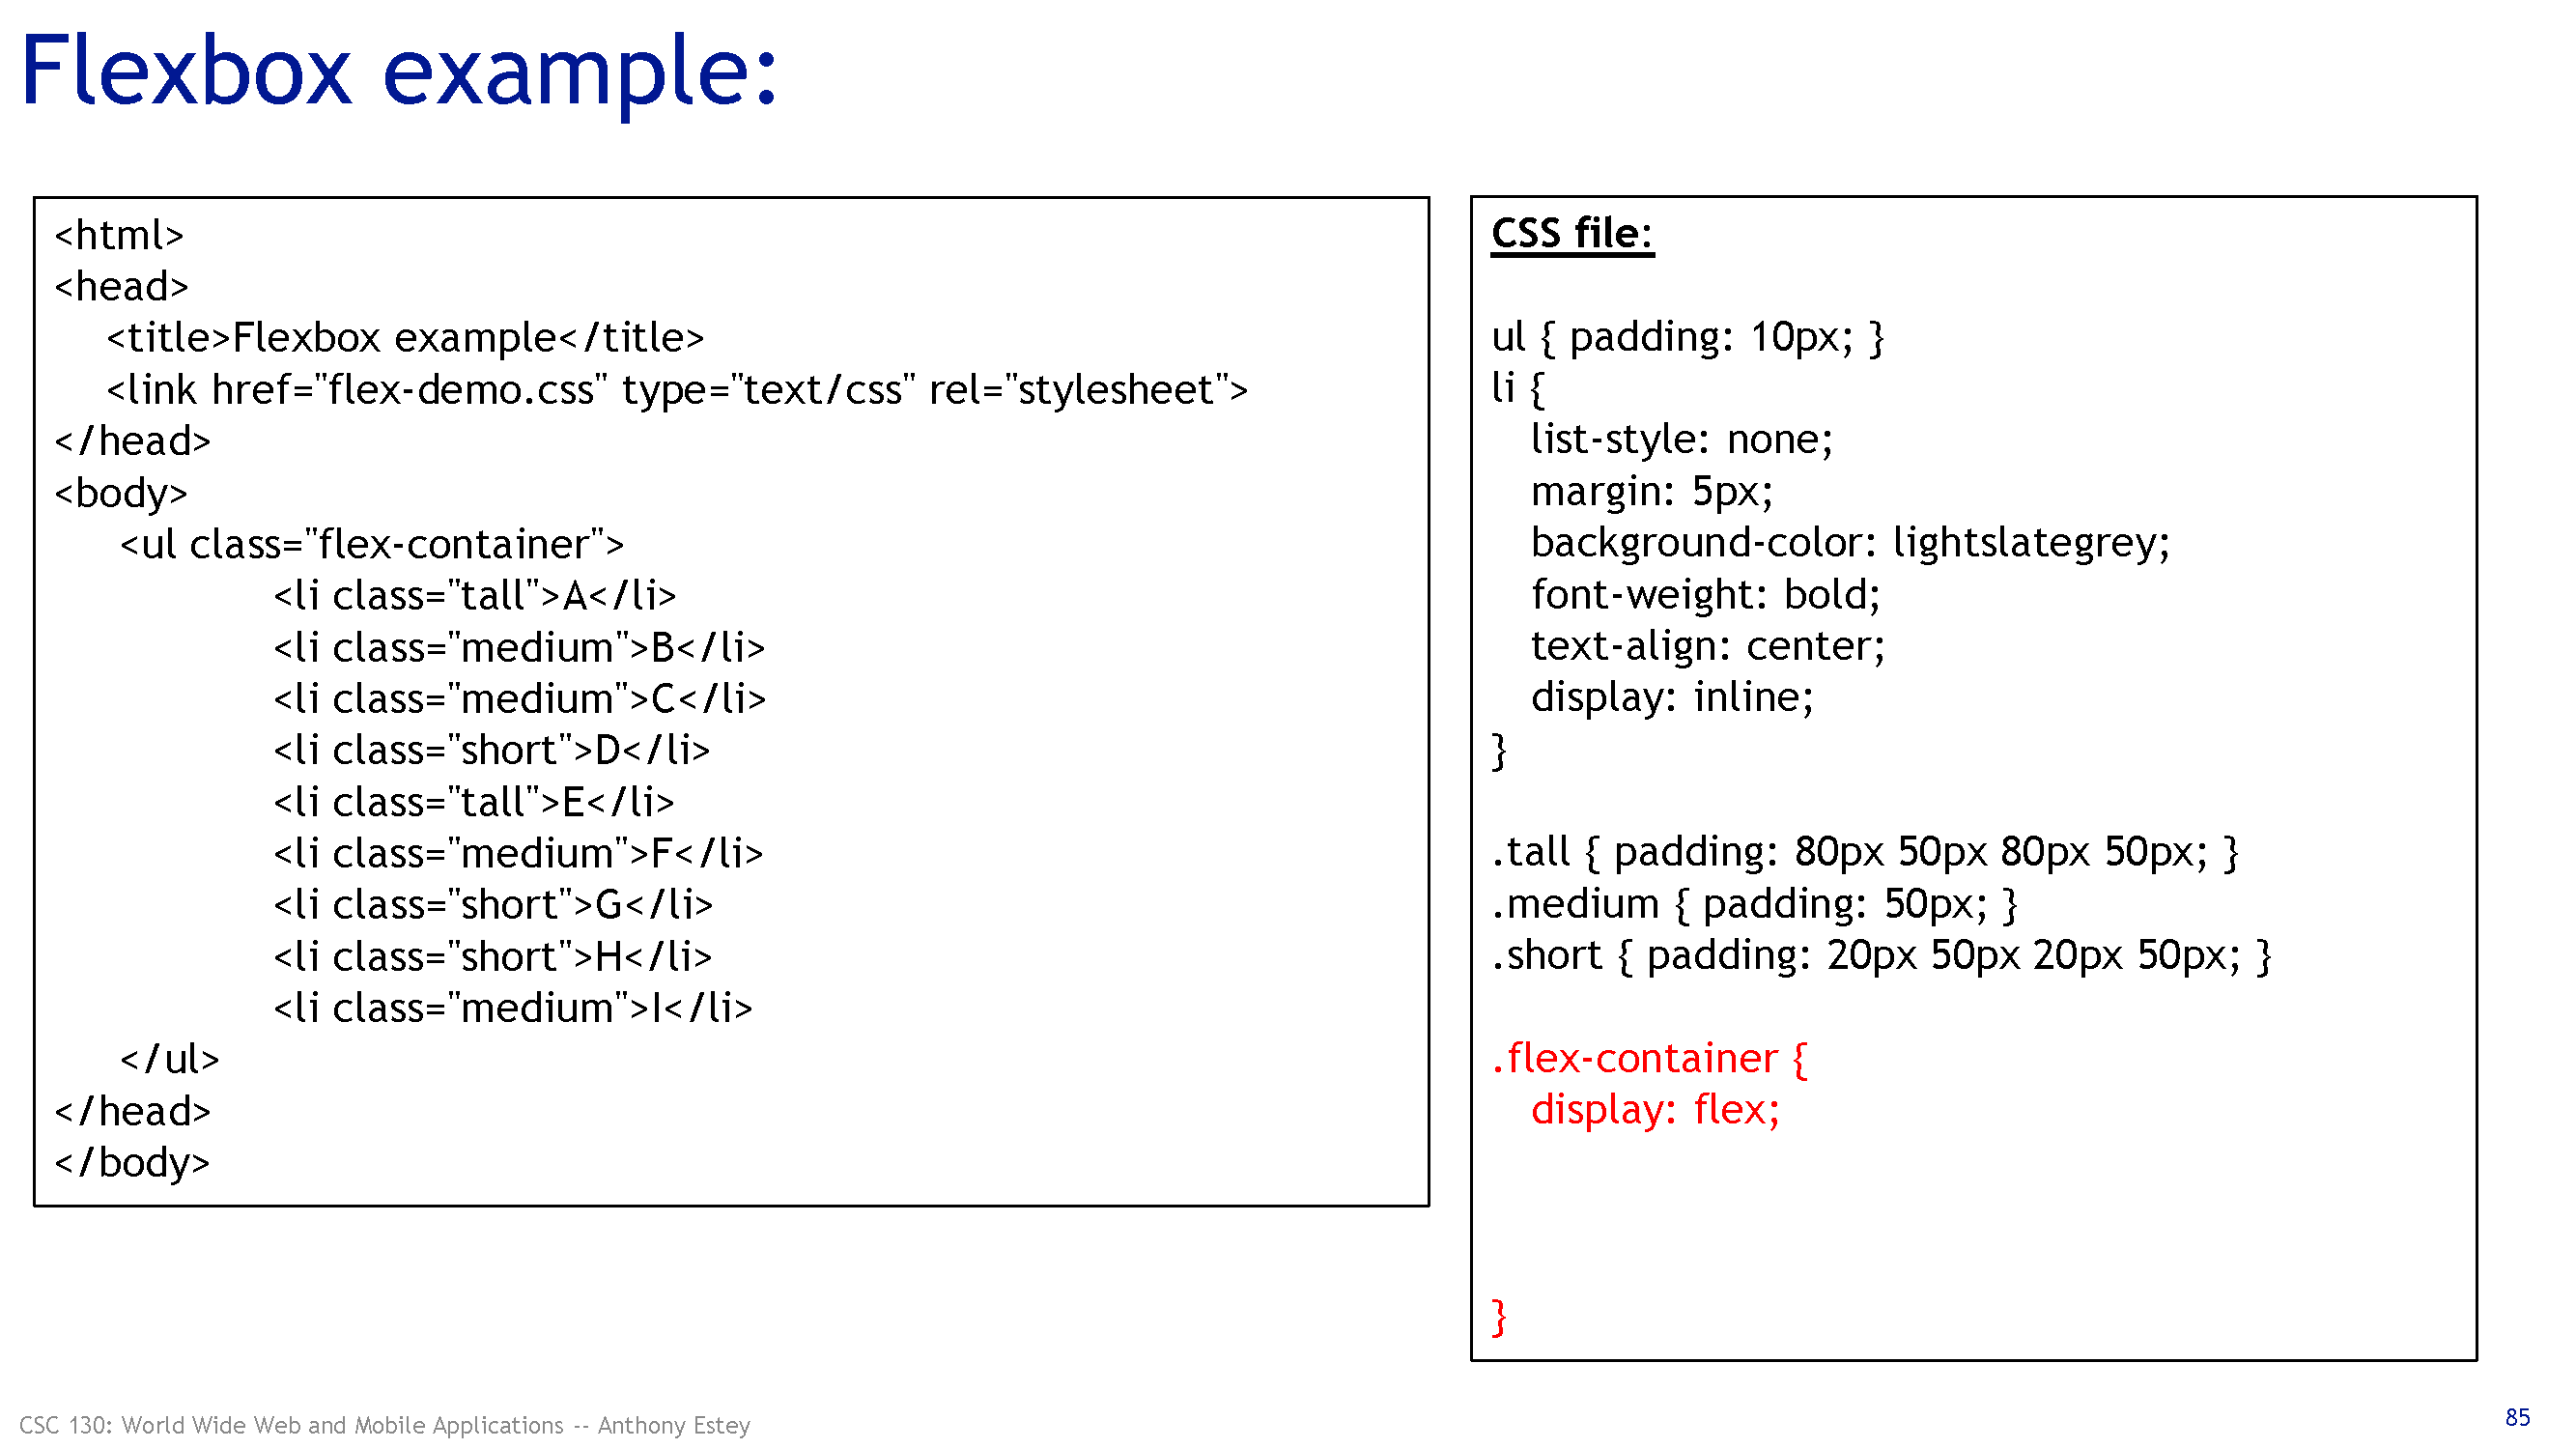 Flexbox example:
<html>
<head>
<title>Flexbox example</title>
<link href="flex-demo.css" type="text/css" rel="stylesheet">
</head>
<body>
<ul class="flex-container">
<li class="tall">A</li>
<li class="medium">B</li>
<li class="medium">C</li>
<li class="short">D</li>
<li class="tall">E</li>
<li class="medium">F</li>
<li class="short">G</li>
<li class="short">H</li>
<li class="medium">I</li>
</ul>
</head>
</body>
CSS file:
ul { padding: 10px; }
li {
list-style: none;
margin: 5px;
background-color: lightslategrey;
font-weight: bold;
text-align: center;
display: inline;
}
.tall { padding: 80px 50px 80px 50px; }
.medium { padding: 50px; }
.short { padding: 20px 50px 20px 50px; }
.flex-container {
display: flex;
}
CSC 130: World Wide Web and Mobile Applications -- Anthony Estey
85